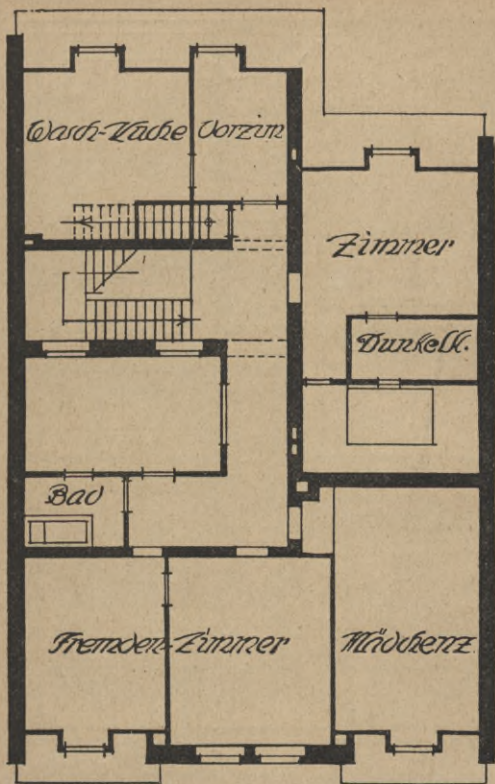 Wasch-Küche
Vorzim
Zimmer
Dunkelk.
Bad
Fremden-Zimmer
Mädchenz.